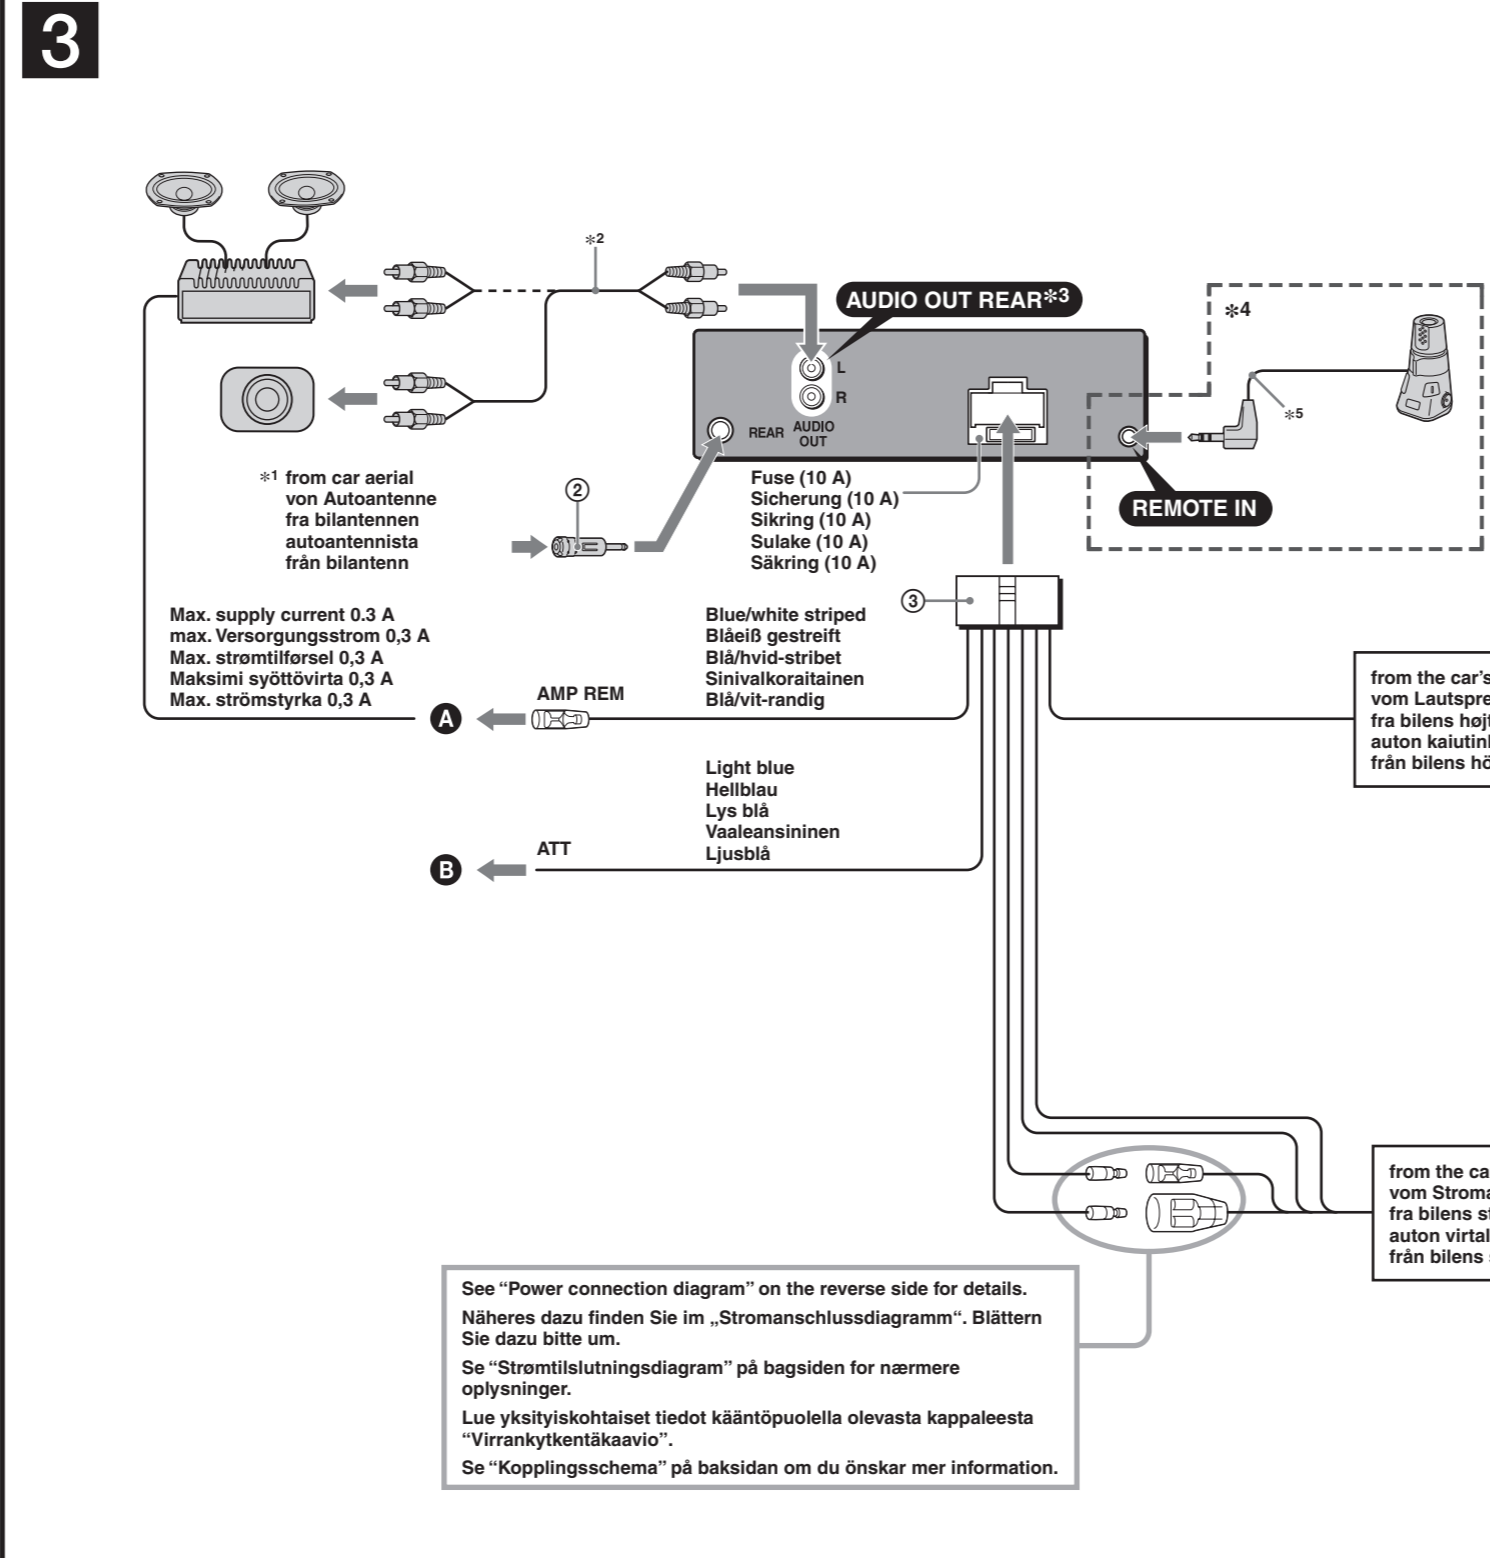 3
*2
AUDIO OUT REAR*3
*4
L
R
*5
REAR
AUDIO
OUT
*1 from car aerial
von Autoantenne
fra bilantennen
autoantennista
från bilantenn
2
Fuse (10 A)
Sicherung (10 A)
Sikring (10 A)
Sulake (10 A)
Säkring (10 A)
REMOTE IN
3
Max. supply current 0.3 A
max. Versorgungsstrom 0,3 A
Max. strømtilførsel 0,3 A
Maksimi syöttövirta 0,3 A
Max. strömstyrka 0,3 A
Blue/white striped
Blåeiß gestreift
Blå/hvid-stribet
Sinivalkoraitainen
Blå/vit-randig
AMP REM
A
from the car's
vom Lautspre
fra bilens højt
auton kaiutin
från bilens hö
Light blue
Hellblau
Lys blå
Vaaleansininen
Ljusblå
ATT
B
from the ca
vom Stroma
fra bilens st
auton virtal
från bilens
See “Power connection diagram” on the reverse side for details.
Näheres dazu finden Sie im „Stromanschlussdiagramm“. Blättern
Sie dazu bitte um.
Se “Strømtilslutningsdiagram” på bagsiden for nærmere
oplysninger.
Lue yksityiskohtaiset tiedot kääntöpuolella olevasta kappaleesta
“Virrankytkentäkaavio”.
Se “Kopplingsschema” på baksidan om du önskar mer information.